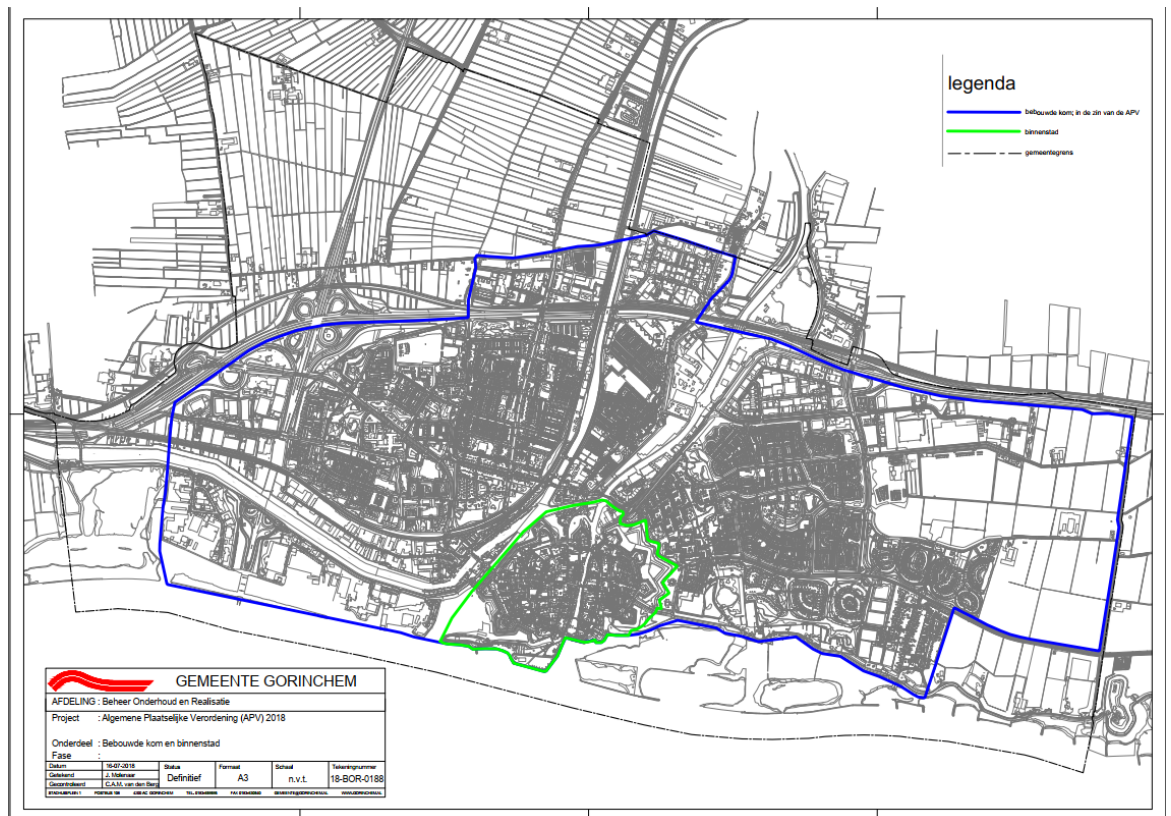 legenda
bebouwde kom; in de zin van de APV
binnenstad
gemeentegrens
GEMEENTE GORINCHEM
AFDELING : Beheer Onderhoud en Realisatie
Project : Algemene Plaatselijke Verordening (APV) 2018
Onderdeel : Bebouwde kom en binnenstad
Fase :
Datum 16-07-2018 Status Formaat Schaal Tekeningnummer
Getekend J. Molenaar Definitief A3 n.v.t. 18-BOR-0188
Gecontroleerd C.A.M. van den Berg